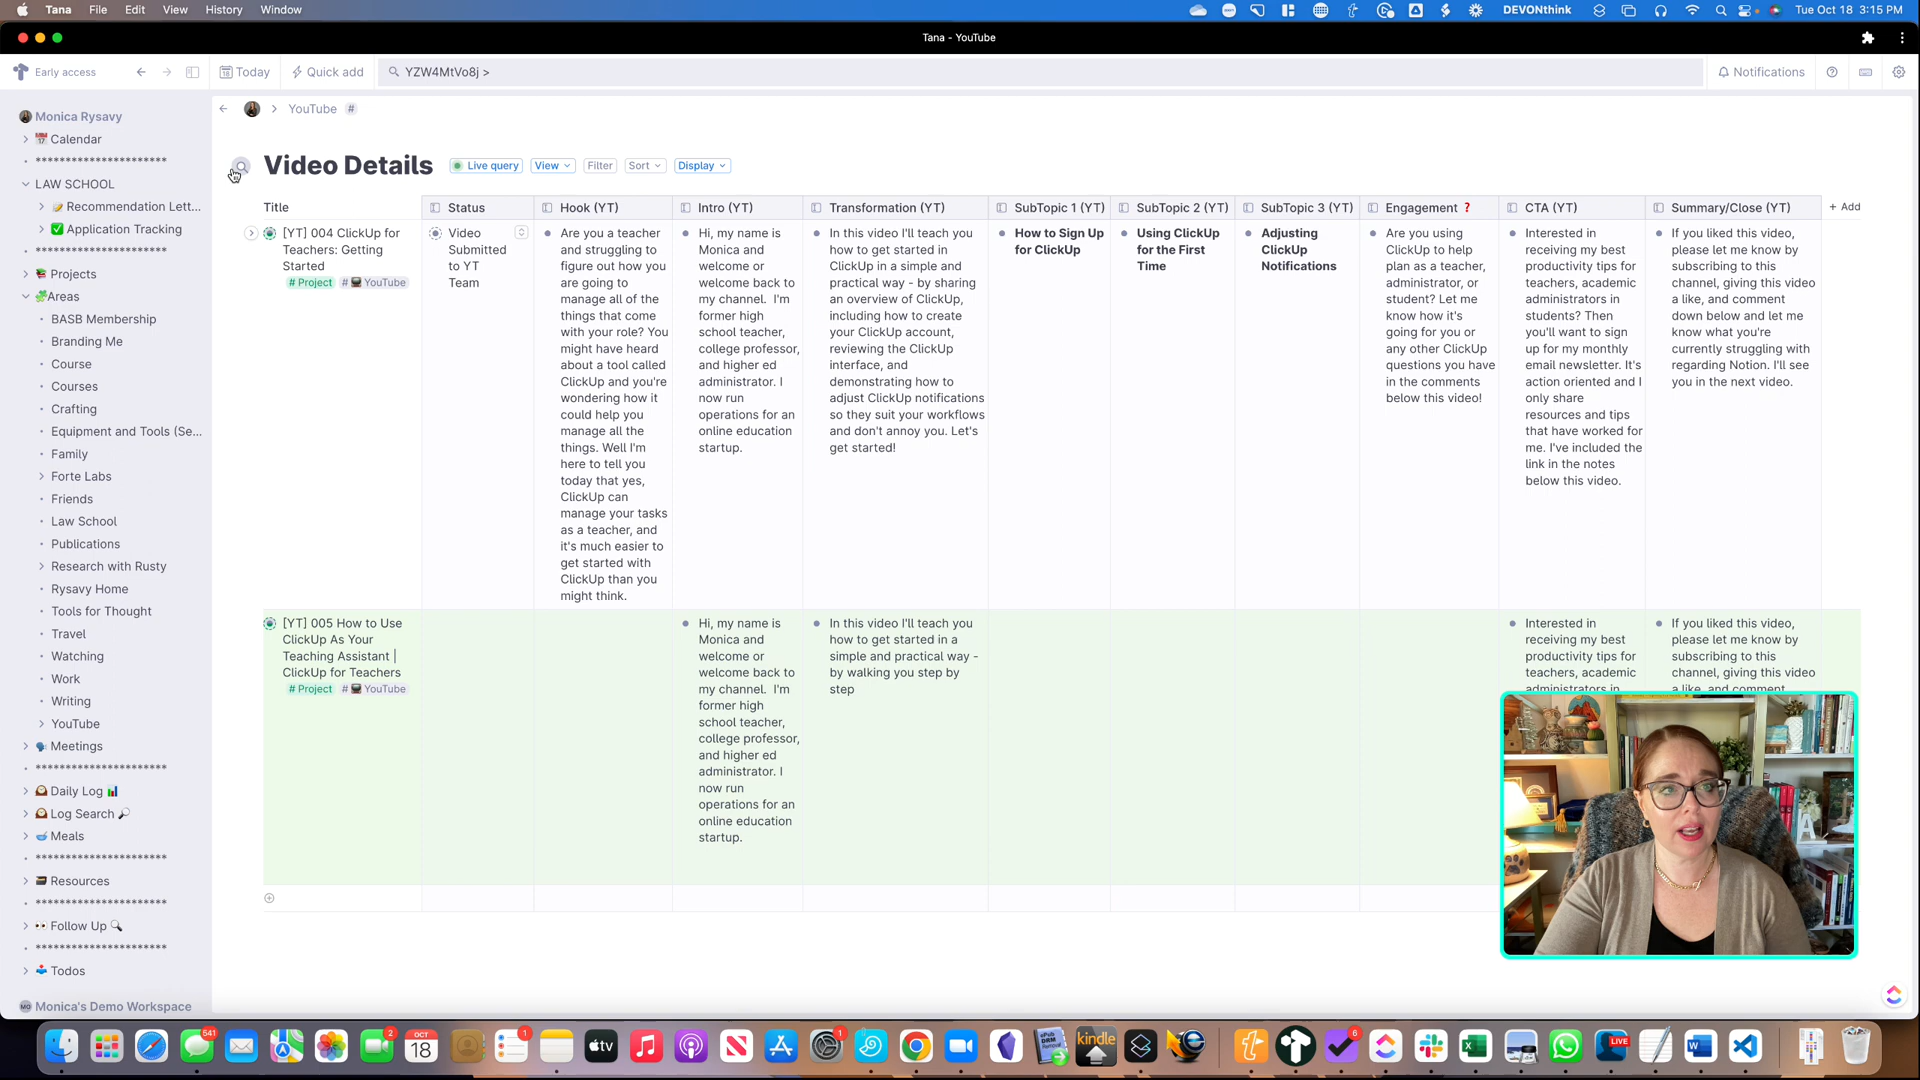 Tana File Edit View History Window
DEVONthink
Tue Oct 18 3:15 PM
Tana - YouTube
Early access
Today
Quick add
YZW4MtVo8j >
Notifications
Monica Rysavy
Calendar
**********************
LAW SCHOOL
Recommendation Lett...
Application Tracking
**********************
Projects
Areas
BASB Membership
Branding Me
Course
Courses
Crafting
Equipment and Tools (Se...
Family
Forte Labs
Friends
Law School
Publications
Research with Rusty
Rysavy Home
Tools for Thought
Travel
Watching
Work
Writing
YouTube
Meetings
**********************
Daily Log
Log Search
Meals
**********************
Resources
**********************
Follow Up
**********************
Todos
Monica's Demo Workspace
> YouTube #
Video Details
Live query
View
Filter
Sort
Display
Title
Status
Hook (YT)
Intro (YT)
Transformation (YT)
SubTopic 1 (YT)
SubTopic 2 (YT)
SubTopic 3 (YT)
Engagement ?
CTA (YT)
Summary/Close (YT)
+ Add
[YT] 004 ClickUp for
Teachers: Getting
Started
# Project # YouTube
Video
Submitted
to YT
Team
Are you a teacher
and struggling to
figure out how you
are going to
manage all of the
things that come
with your role? You
might have heard
about a tool called
ClickUp and you're
wondering how it
could help you
manage all the
things. Well I'm
here to tell you
today that yes,
ClickUp can
manage your tasks
as a teacher, and
it's much easier to
get started with
ClickUp than you
might think.
Hi, my name is
Monica and
welcome or
welcome back to
my channel. I'm
former high
school teacher,
college professor,
and higher ed
administrator. I
now run
operations for an
online education
startup.
In this video I'll teach you
how to get started in
ClickUp in a simple and
practical way - by sharing
an overview of ClickUp,
including how to create
your ClickUp account,
reviewing the ClickUp
interface, and
demonstrating how to
adjust ClickUp notifications
so they suit your workflows
and don't annoy you. Let's
get started!
How to Sign Up
for ClickUp
Using ClickUp
for the First
Time
Adjusting
ClickUp
Notifications
Are you using
ClickUp to help
plan as a teacher,
administrator, or
student? Let me
know how it's
going for you or
any other ClickUp
questions you have
in the comments
below this video!
Interested in
receiving my best
productivity tips for
teachers, academic
administrators in
students? Then
you'll want to sign
up for my monthly
email newsletter. It's
action oriented and I
only share
resources and tips
that have worked for
me. I've included the
link in the notes
below this video.
If you liked this video,
please let me know by
subscribing to this
channel, giving this video
a like, and comment
down below and let me
know what you're
currently struggling with
regarding Notion. I'll see
you in the next video.
[YT] 005 How to Use
ClickUp As Your
Teaching Assistant |
ClickUp for Teachers
# Project # YouTube
Hi, my name is
Monica and
welcome or
welcome back to
my channel. I'm
former high
school teacher,
college professor,
and higher ed
administrator. I
now run
operations for an
online education
startup.
In this video I'll teach you
how to get started in a
simple and practical way -
by walking you step by
step
Interested in
receiving my best
productivity tips for
teachers, academic
administrators in
If you liked this video,
please let me know by
subscribing to this
channel, giving this video
a like, and comment
541
2
OCT
18
1
tv
1
kindle
6
LIVE